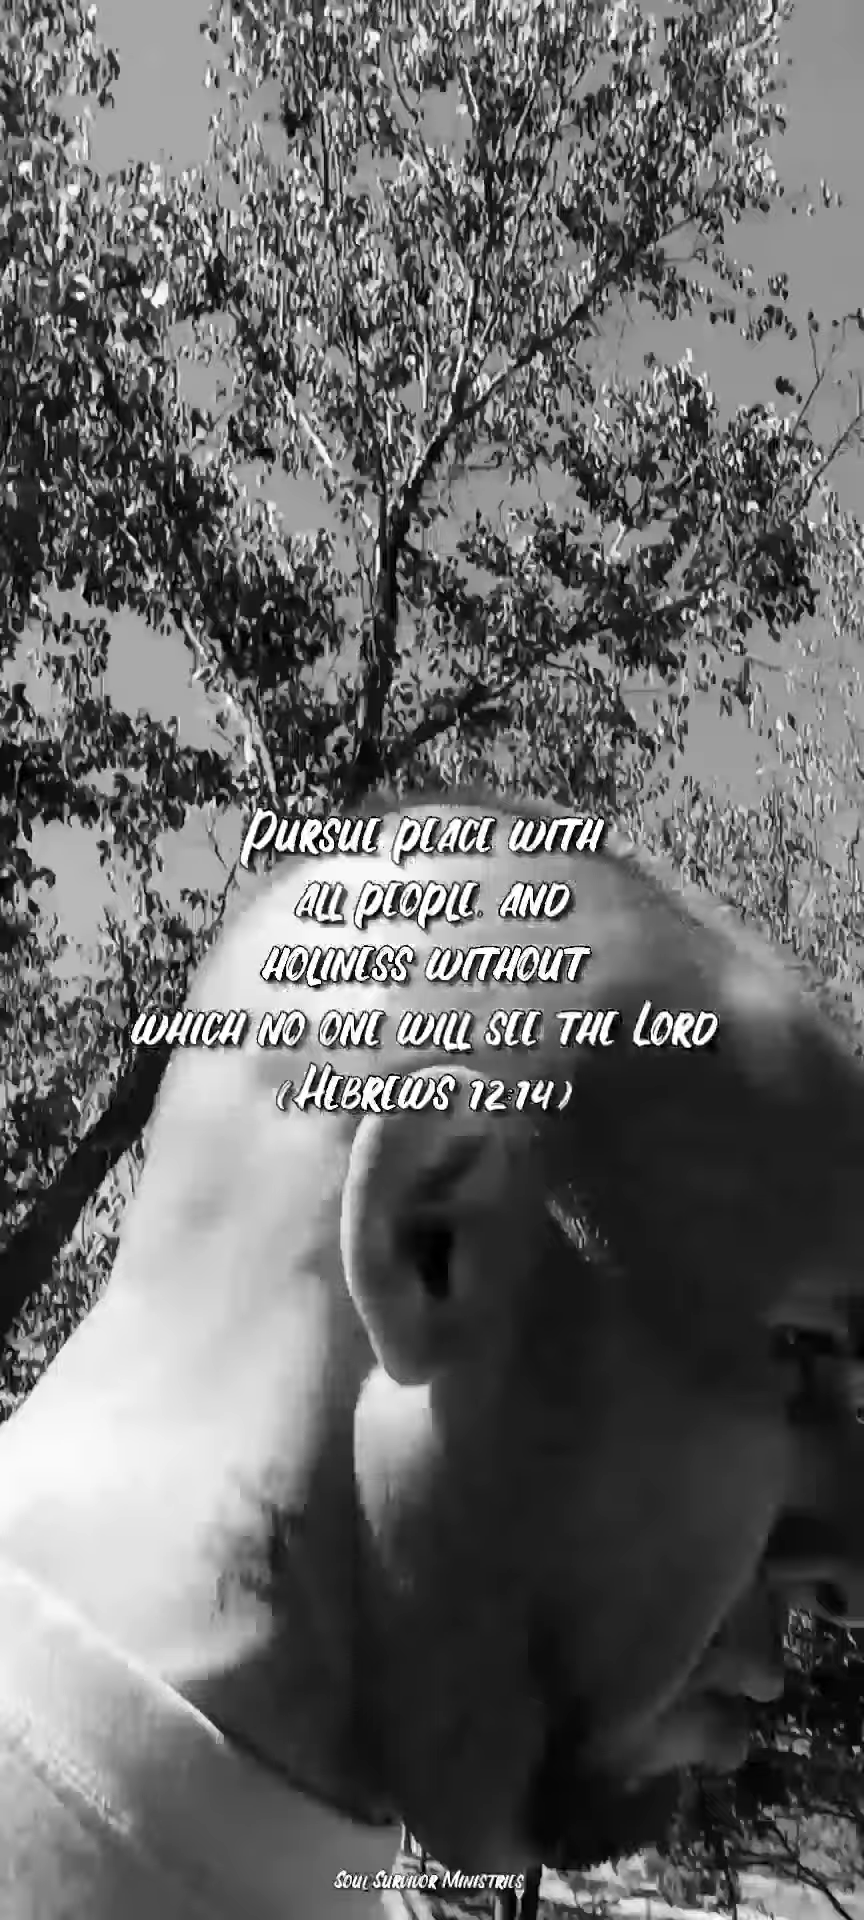 Pursue peace with
all people, and
holiness without
which no one will see the Lord
(Hebrews 12:14)
Soul Survivor Ministries